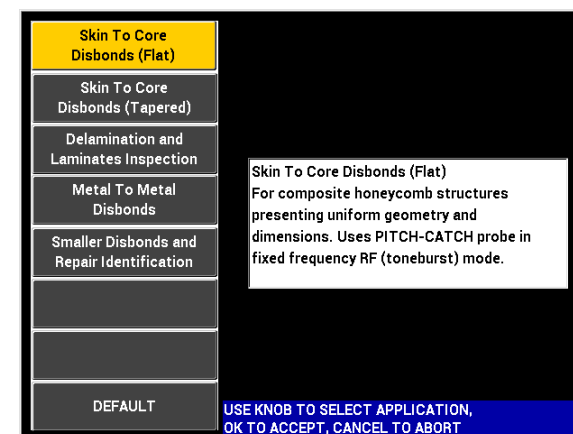 Skin To Core
Disbonds (Flat)
Skin To Core
Disbonds (Tapered)
Delamination and
Laminates Inspection
Metal To Metal
Disbonds
Smaller Disbonds and
Repair Identification
DEFAULT
Skin To Core Disbonds (Flat)
For composite honeycomb structures
presenting uniform geometry and
dimensions. Uses PITCH-CATCH probe in
fixed frequency RF (toneburst) mode.
USE KNOB TO SELECT APPLICATION,
OK TO ACCEPT, CANCEL TO ABORT